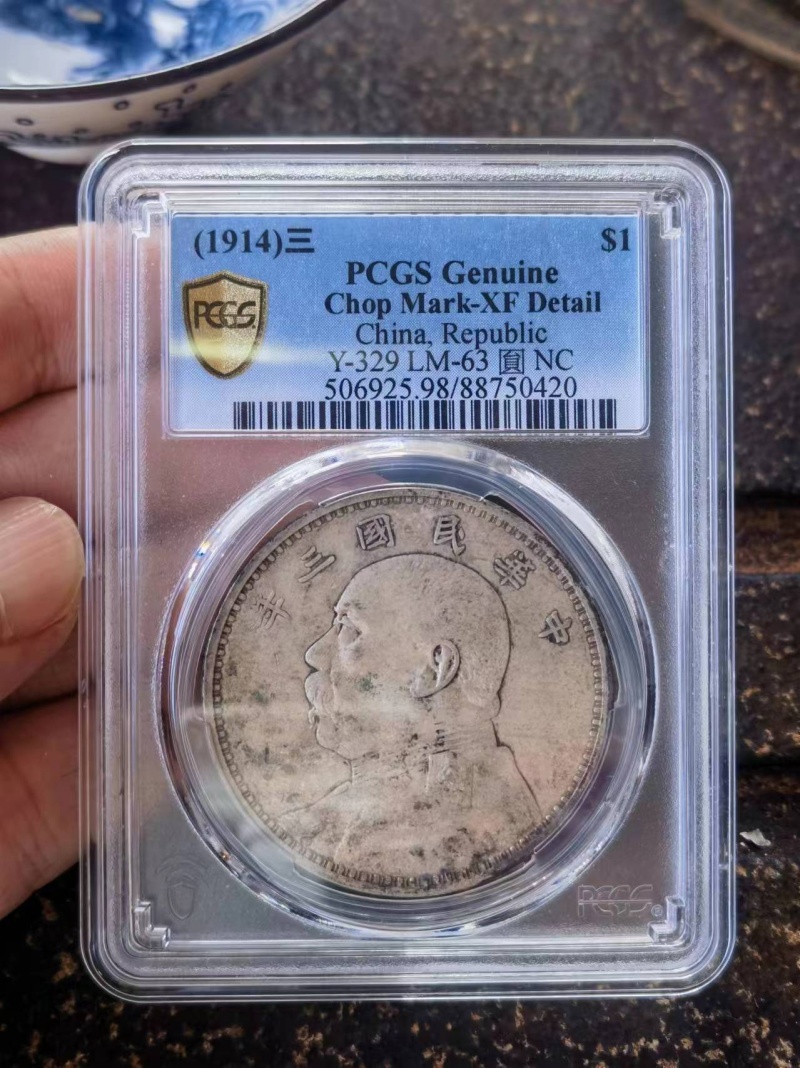 (1914)三 $1
PCGS Genuine
PCGS
Chop Mark-XF Detail
China, Republic
Y-329 LM-63 圓 NC
506925.98/88750420
年三國民華中
PCGS